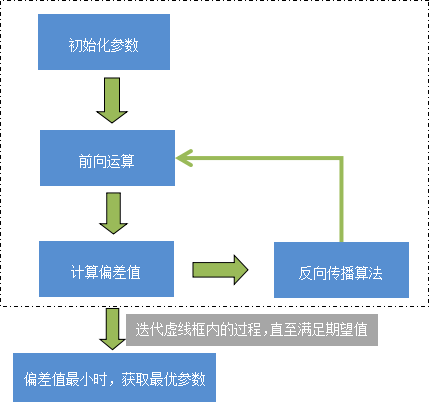 初始化参数
前向运算
计算偏差值
反向传播算法
迭代虚线框内的过程,直至满足期望值
偏差值最小时，获取最优参数